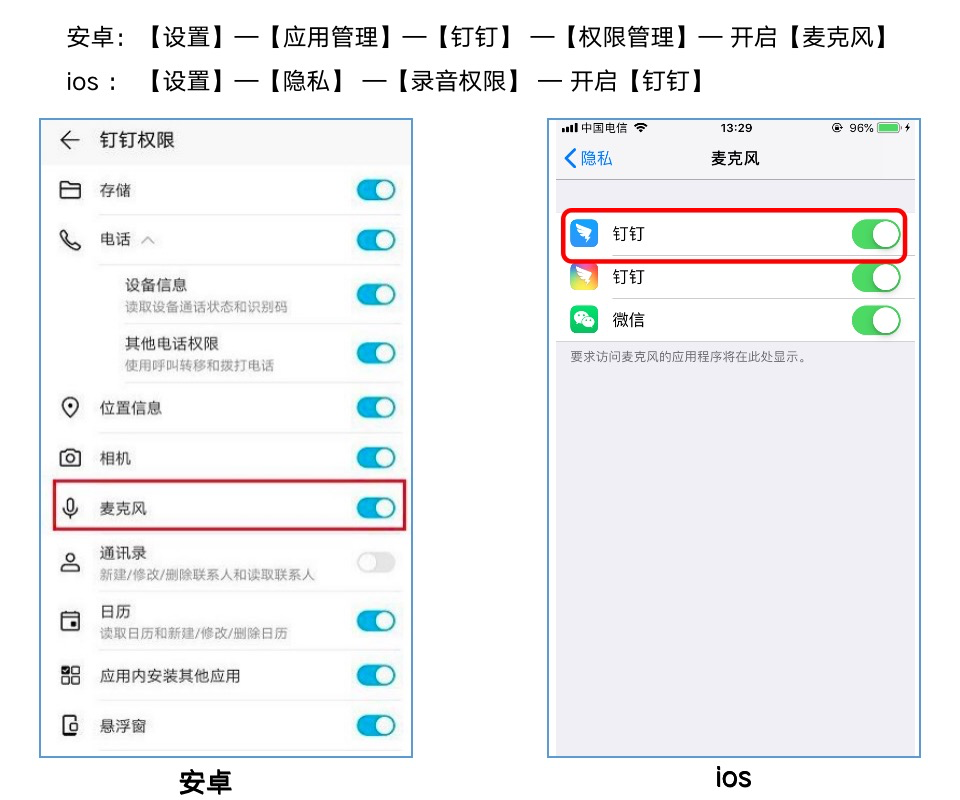 安卓：【设置】—【应用管理】—【钉钉】 —【权限管理】— 开启【麦克风】
ios ： 【设置】—【隐私】 —【录音权限】 — 开启【钉钉】
钉钉权限
存储
电话
设备信息
读取设备通话状态和识别码
其他电话权限
使用呼叫转移和拨打电话
位置信息
相机
麦克风
通讯录
新建/修改/删除联系人和读取联系人
日历
读取日历和新建/修改/删除日历
应用内安装其他应用
悬浮窗
安卓
中国电信 13:29 96%
隐私 麦克风
钉钉
钉钉
微信
要求访问麦克风的应用程序将在此处显示。
ios